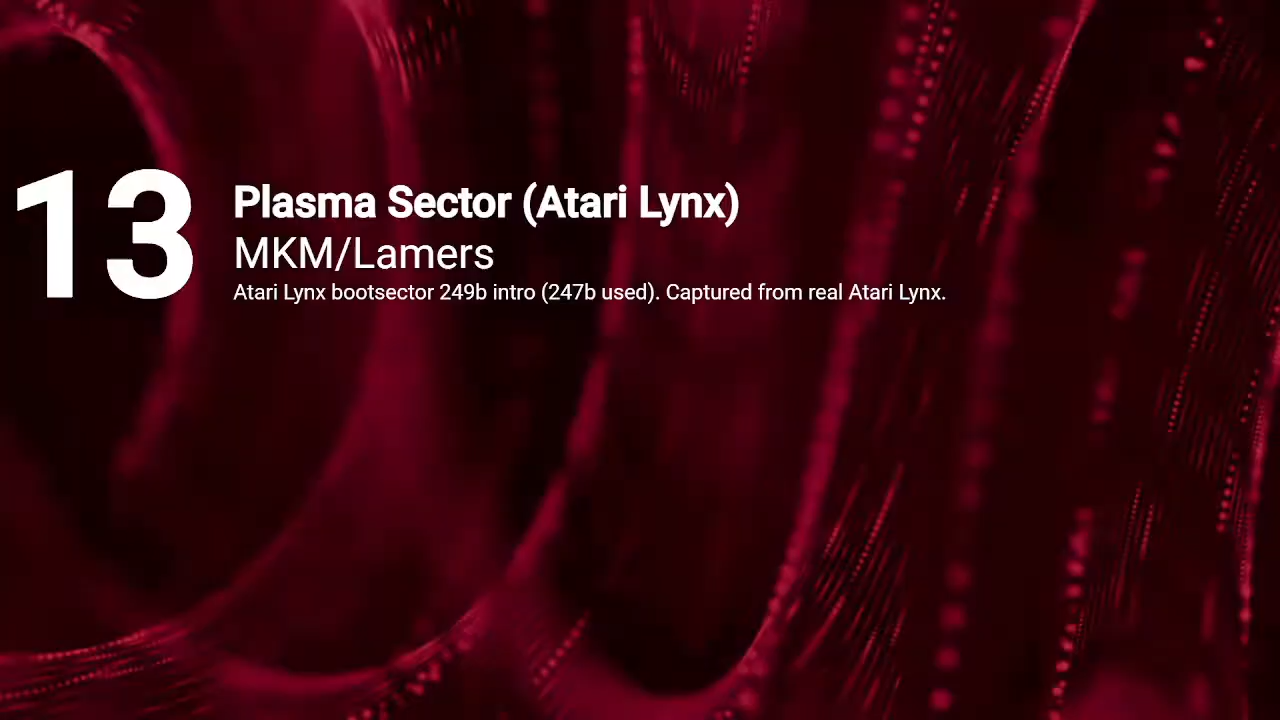 13
Plasma Sector (Atari Lynx)
MKM/Lamers
Atari Lynx bootsector 249b intro (247b used). Captured from real Atari Lynx.